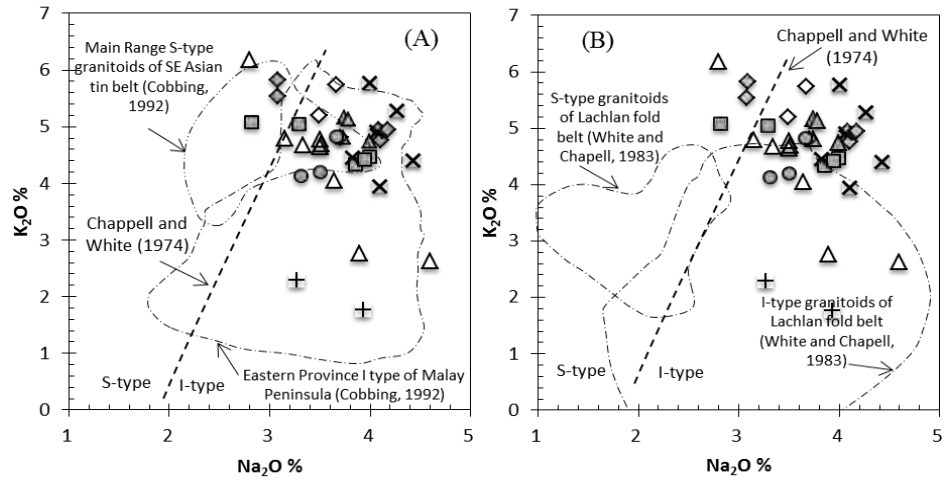 (A)
7
6
5
4
3
2
1
0
K₂O %
Main Range S-type
granitoids of SE Asian
tin belt (Cobbing,
1992)
Chappell and
White
(1974)
S-type
I-type
Eastern Province I type of Malay
Peninsula (Cobbing, 1992)
1 2 3 4 5
Na₂O %
(B)
7
6
5
4
3
2
1
0
K₂O %
Chappell and White
(1974)
S-type granitoids
of Lachlan fold
belt (White and
Chapell, 1983)
I-type granitoids of
Lachlan fold belt
(White and Chapell,
1983)
S-type
I-type
1 2 3 4 5
Na₂O %